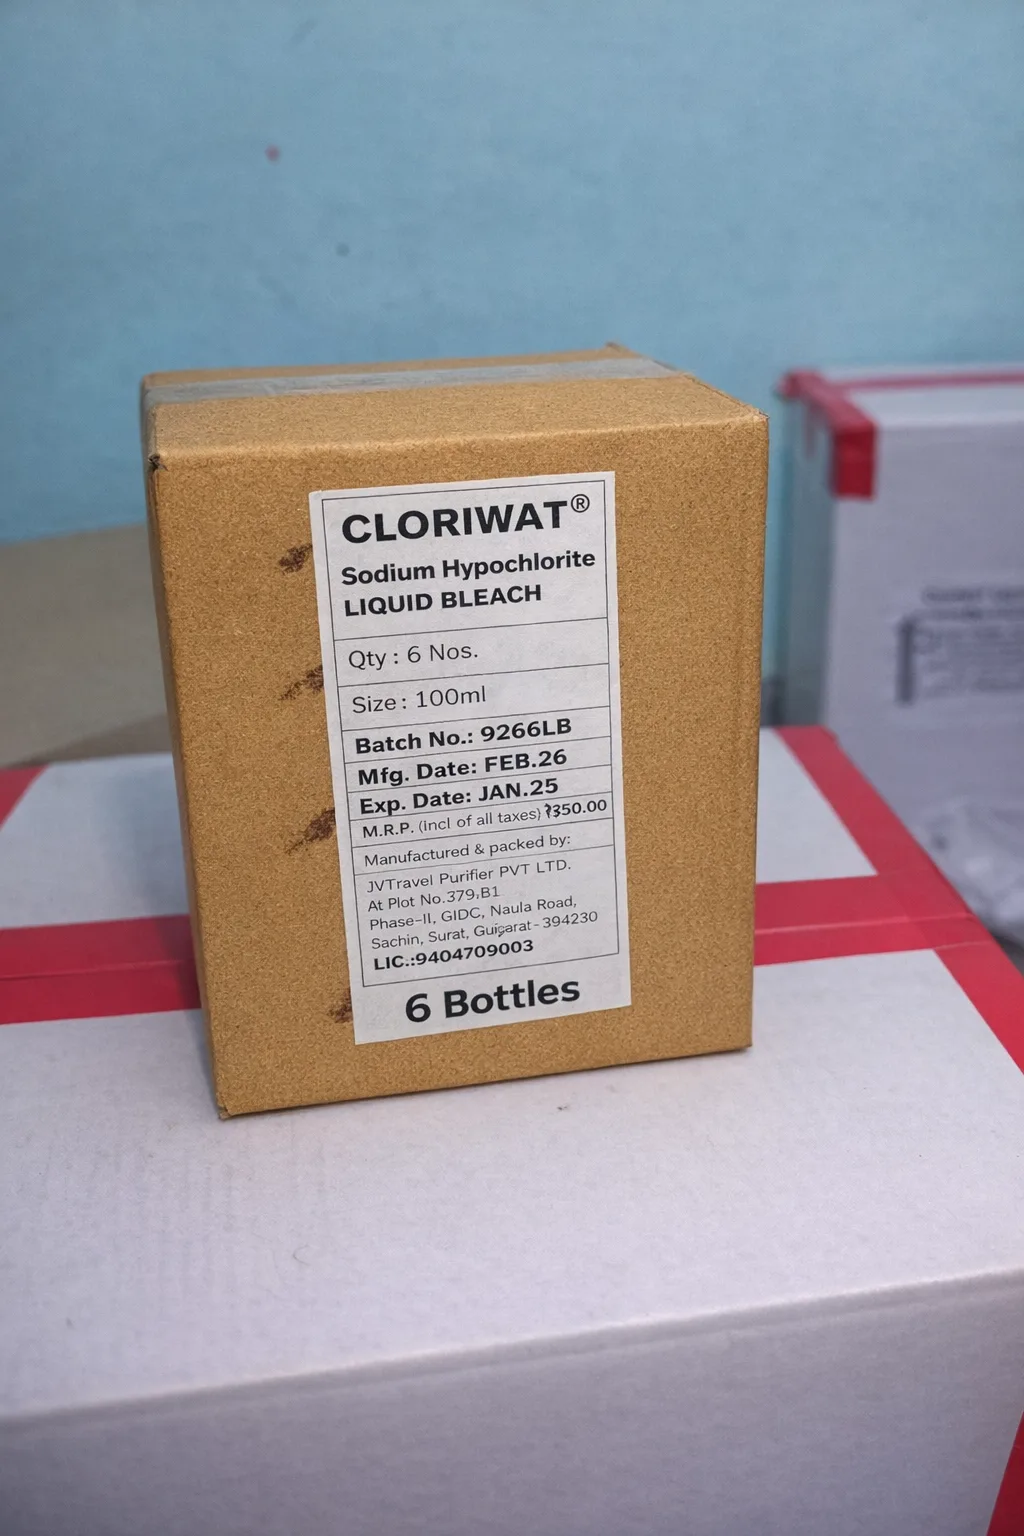 CLORIWAT®
Sodium Hypochlorite
LIQUID BLEACH
Qty : 6 Nos.
Size : 100ml
Batch No.: 9266LB
Mfg. Date: FEB.26
Exp. Date: JAN.25
M.R.P. (incl of all taxes) ₹350.00
Manufactured & packed by:
JVTravel Purifier PVT LTD.
At Plot No.379,B1
Phase-II, GIDC, Naula Road,
Sachin, Surat, - 394230
LIC.:9404709003
6 Bottles